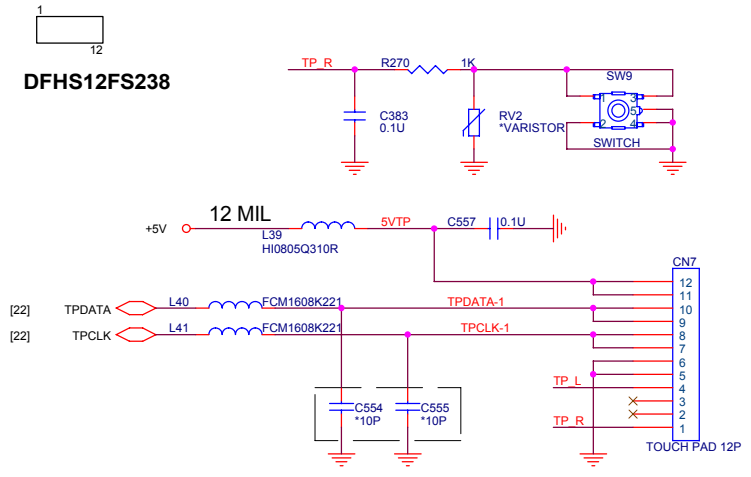 1
12
DFHS12FS238
TP_R
R270
1K
SW9
1
3
5
2
4
SWITCH
C383
0.1U
RV2
*VARISTOR
+5V
12 MIL
L39
HI0805Q310R
5VTP
C557
0.1U
CN7
[22]
TPDATA
L40
FCM1608K221
TPDATA-1
[22]
TPCLK
L41
FCM1608K221
TPCLK-1
12
11
10
9
8
7
6
5
4
3
2
1
TP_L
TP_R
C554
*10P
C555
*10P
TOUCH PAD 12P